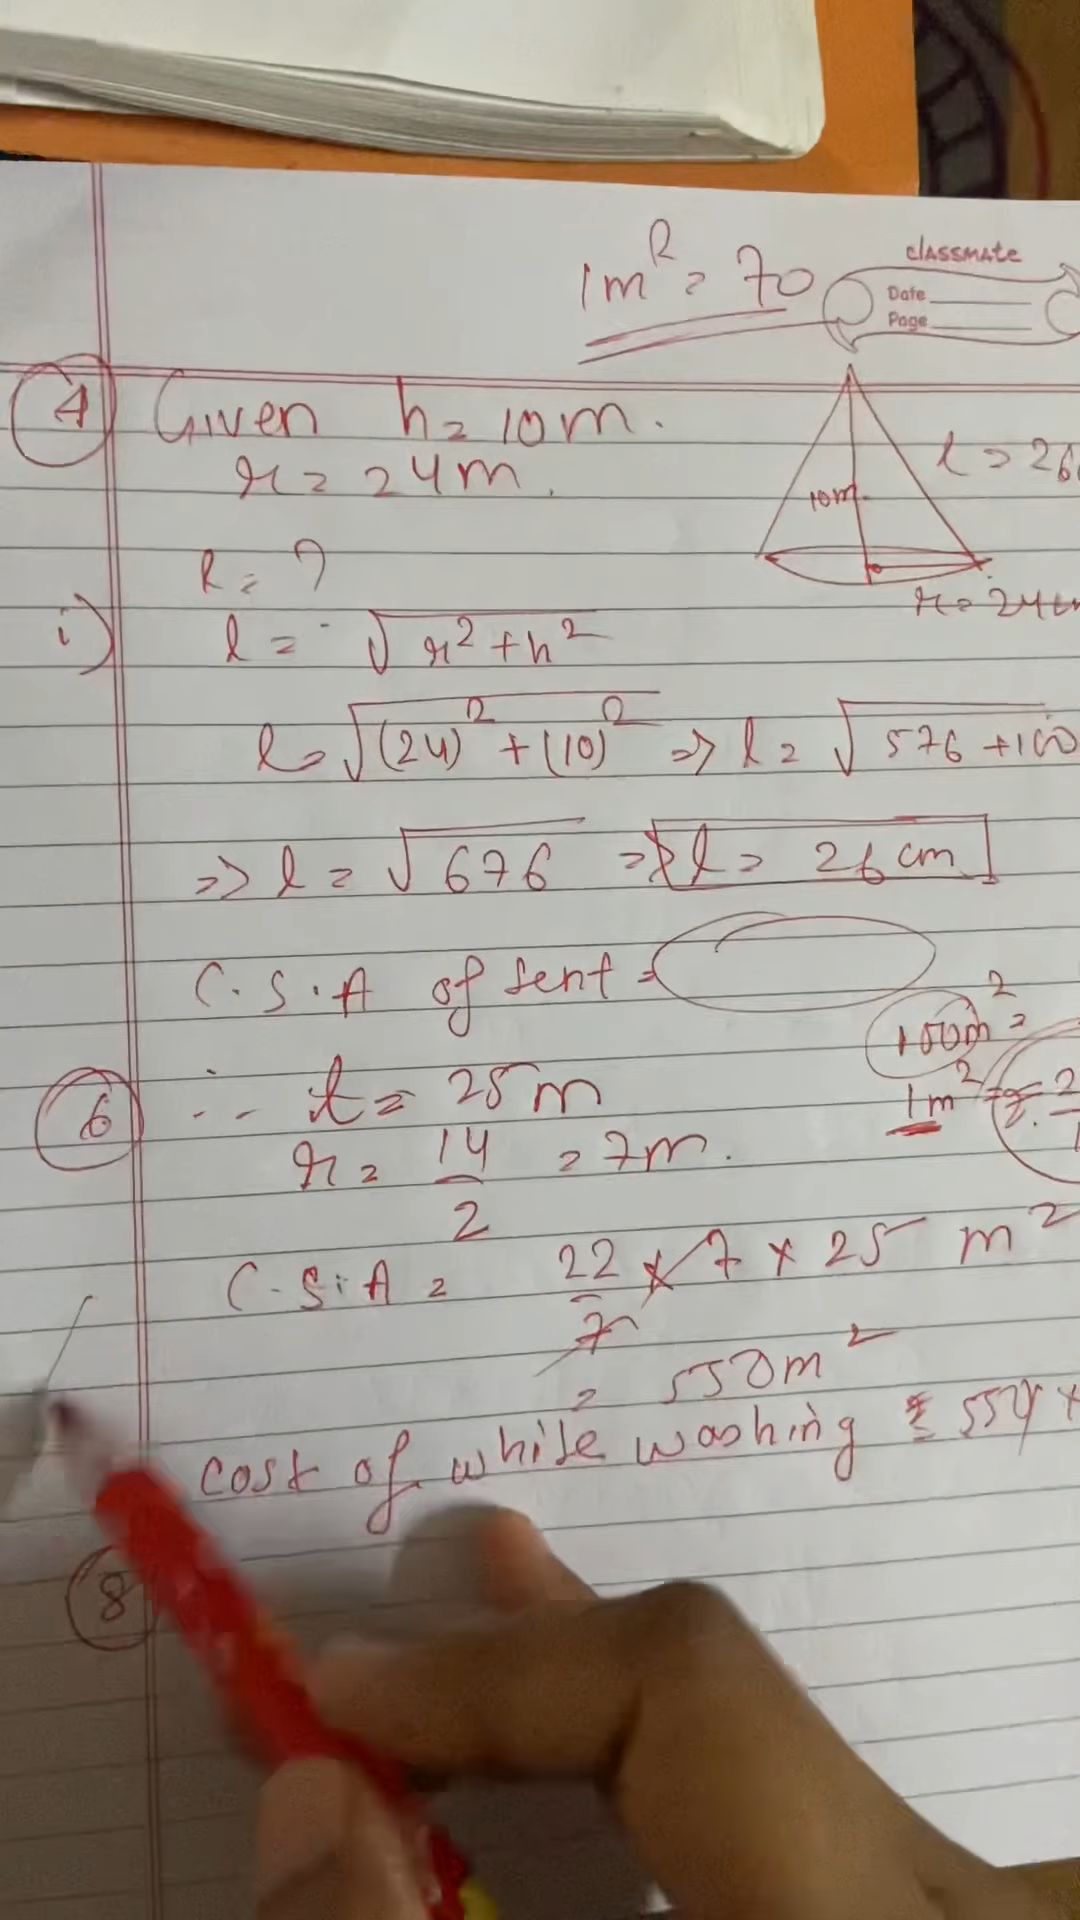 1m² = 70
classmate
Date
Page
4 Given h = 10m.
r = 24m.
l = 26
10m
r = 24cm
l = ?
i) l = √r² + h²
l = √(24)² + (10)² ⇒ l = √576 + 100
⇒ l = √676 ⇒ l = 26 cm
C.S.A of tent =
100m² =
1m² =
6 ∴ l = 25m
r = 14/2 = 7m.
C.S.A = 22/7 × 7 × 25 m²
= 550m²
cost of white washing = 550 ×
8